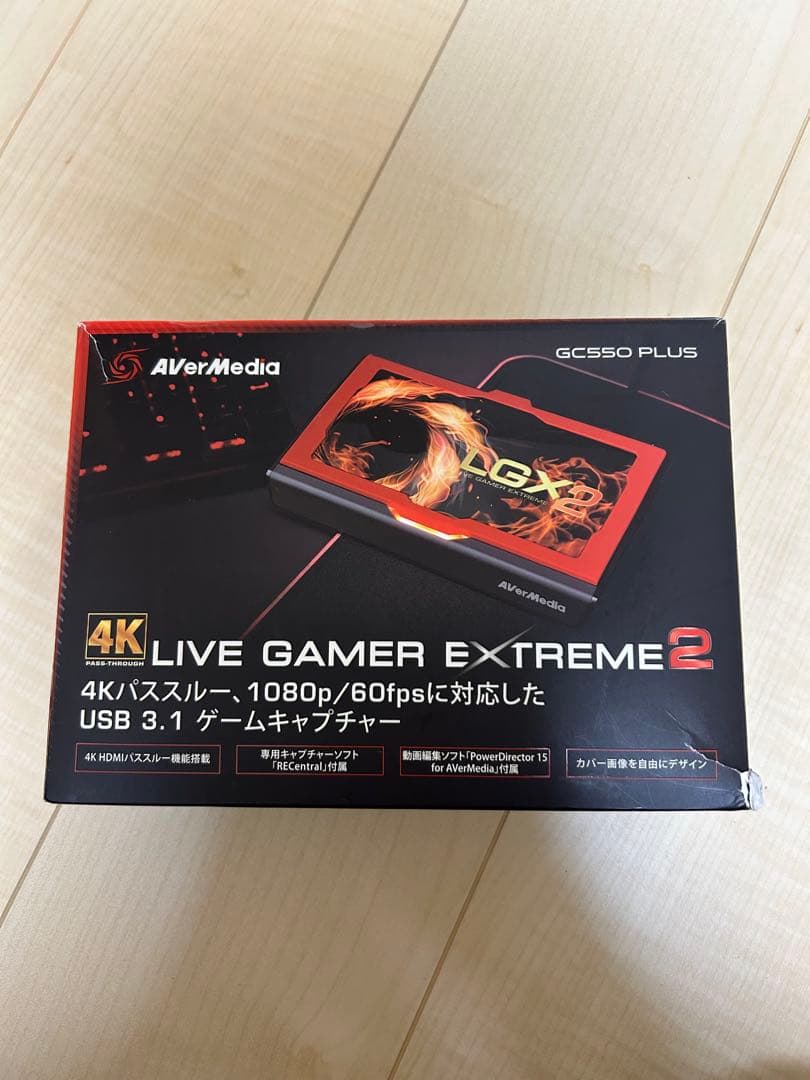 AVerMedia
GC550 PLUS
LGX2
LIVE GAMER EXTREME
AVerMedia
4K
PASS-THROUGH
LIVE GAMER EXTREME2
4Kパススルー、1080p/60fpsに対応した
USB 3.1 ゲームキャプチャー
4K HDMIパススルー機能搭載
専用キャプチャーソフト
「RECentral」付属
動画編集ソフト「PowerDirector 15
for AVerMedia」付属
カバー画像を自由にデザイン